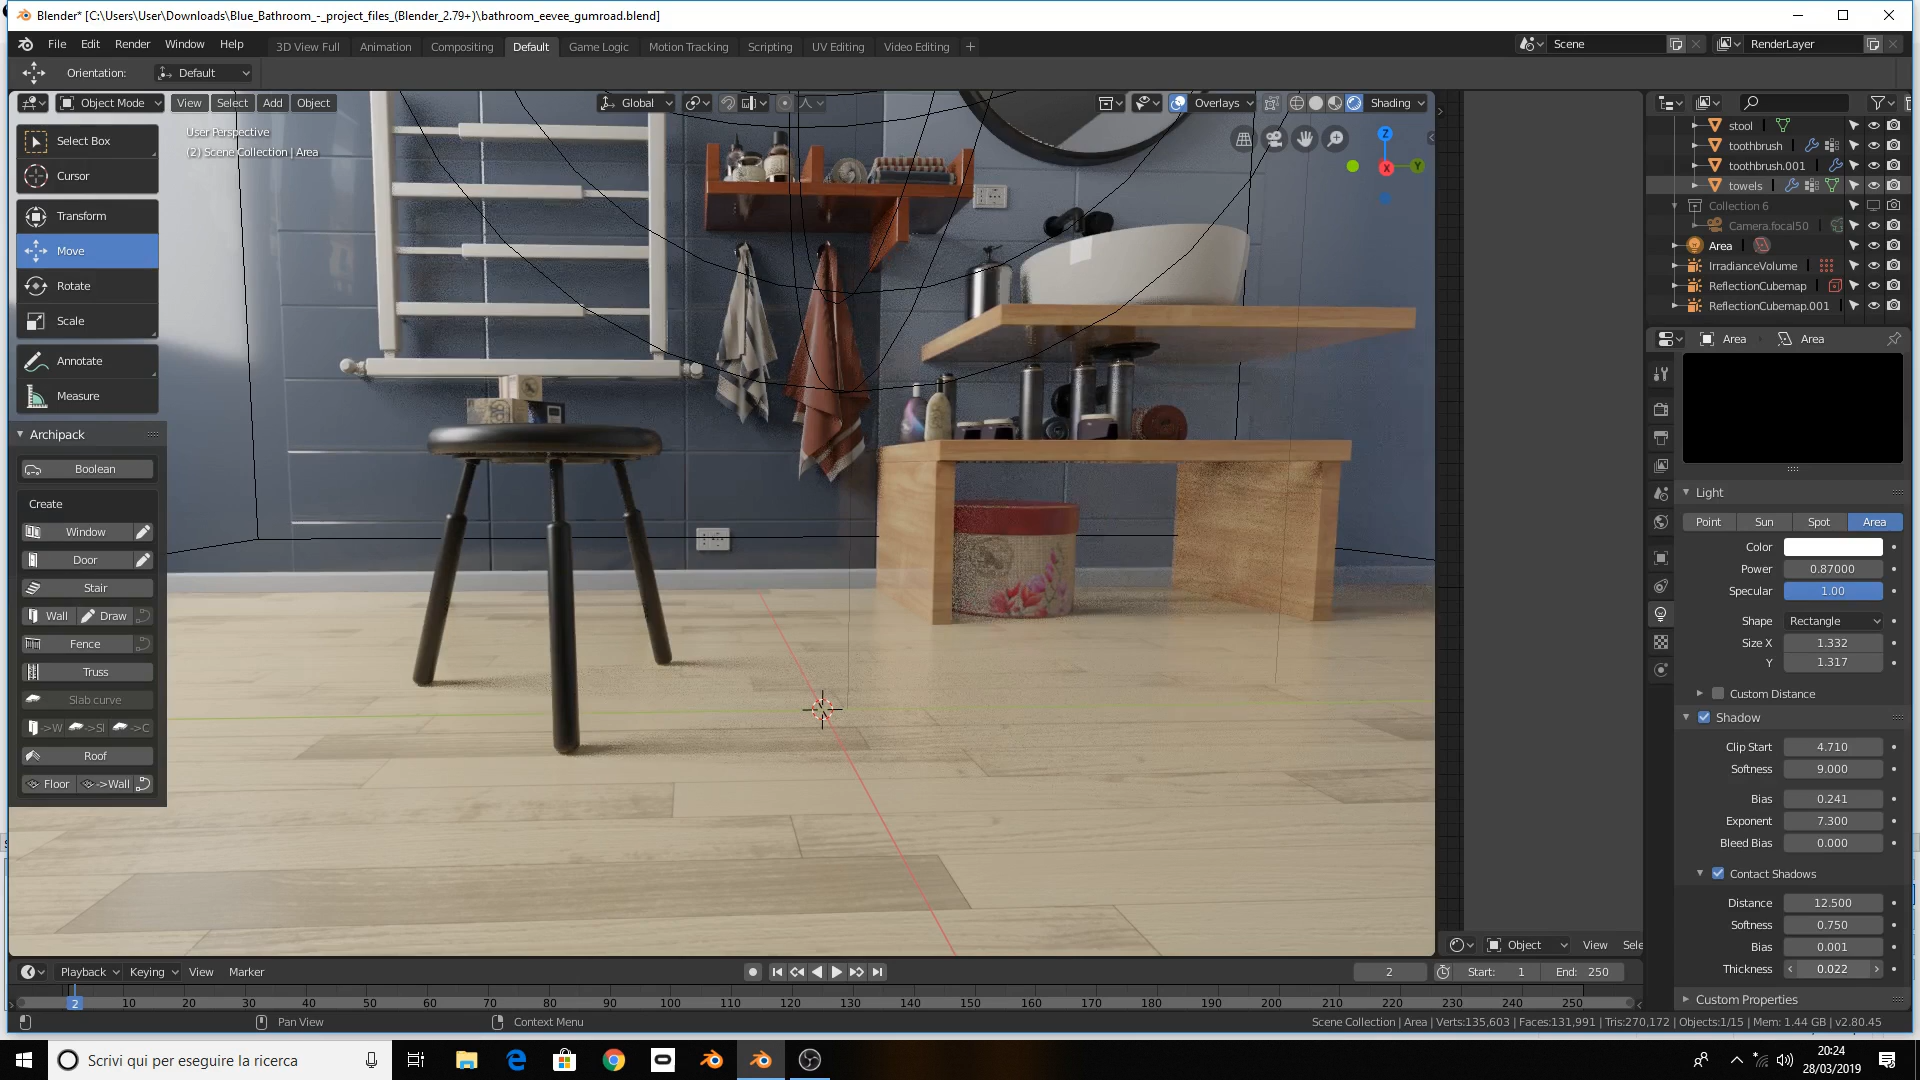 Blender* [C:\Users\User\Downloads\Blue_Bathroom_-_project_files_(Blender_2.79+)\bathroom_eevee_gumroad.blend]
File Edit Render Window Help 3D View Full Animation Compositing Default Game Logic Motion Tracking Scripting UV Editing Video Editing + Scene RenderLayer
Orientation: Default
Object Mode View Select Add Object Global Overlays Shading
User Perspective
(2) Scene Collection | Area
Select Box
Cursor
Transform
Move
Rotate
Scale
Annotate
Measure
Archipack
Boolean
Create
Window
Door
Stair
Wall Draw
Fence
Truss
Slab curve
->W ->Sl ->C
Roof
Floor ->Wall
Z
X
Y
stool
toothbrush
toothbrush.001
towels
Collection 6
Camera.focal50
Area
IrradianceVolume
ReflectionCubemap
ReflectionCubemap.001
Area Area
Light
Point Sun Spot Area
Color
Power 0.87000
Specular 1.00
Shape Rectangle
Size X 1.332
Y 1.317
Custom Distance
Shadow
Clip Start 4.710
Softness 9.000
Bias 0.241
Exponent 7.300
Bleed Bias 0.000
Contact Shadows
Distance 12.500
Softness 0.750
Bias 0.001
Thickness 0.022
Custom Properties
Object View Sele
Playback Keying View Marker 2 Start: 1 End: 250
2 10 20 30 40 50 60 70 80 90 100 110 120 130 140 150 160 170 180 190 200 210 220 230 240 250
Pan View Context Menu Scene Collection | Area | Verts:135,603 | Faces:131,991 | Tris:270,172 | Objects:1/15 | Mem: 1.44 GB | v2.80.45
Scrivi qui per eseguire la ricerca
20:24
28/03/2019